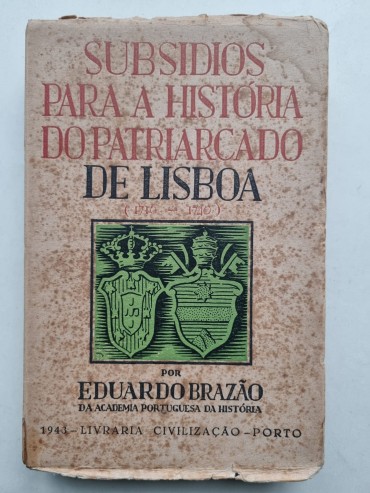 SUBSIDIOS
PARA A HISTÓRIA
DO PATRIARCADO
DE LISBOA
POR
EDUARDO BRAZÃO
DA ACADEMIA PORTUGUESA DA HISTÓRIA
LIVRARIA CIVILIZAÇÃO - PORTO